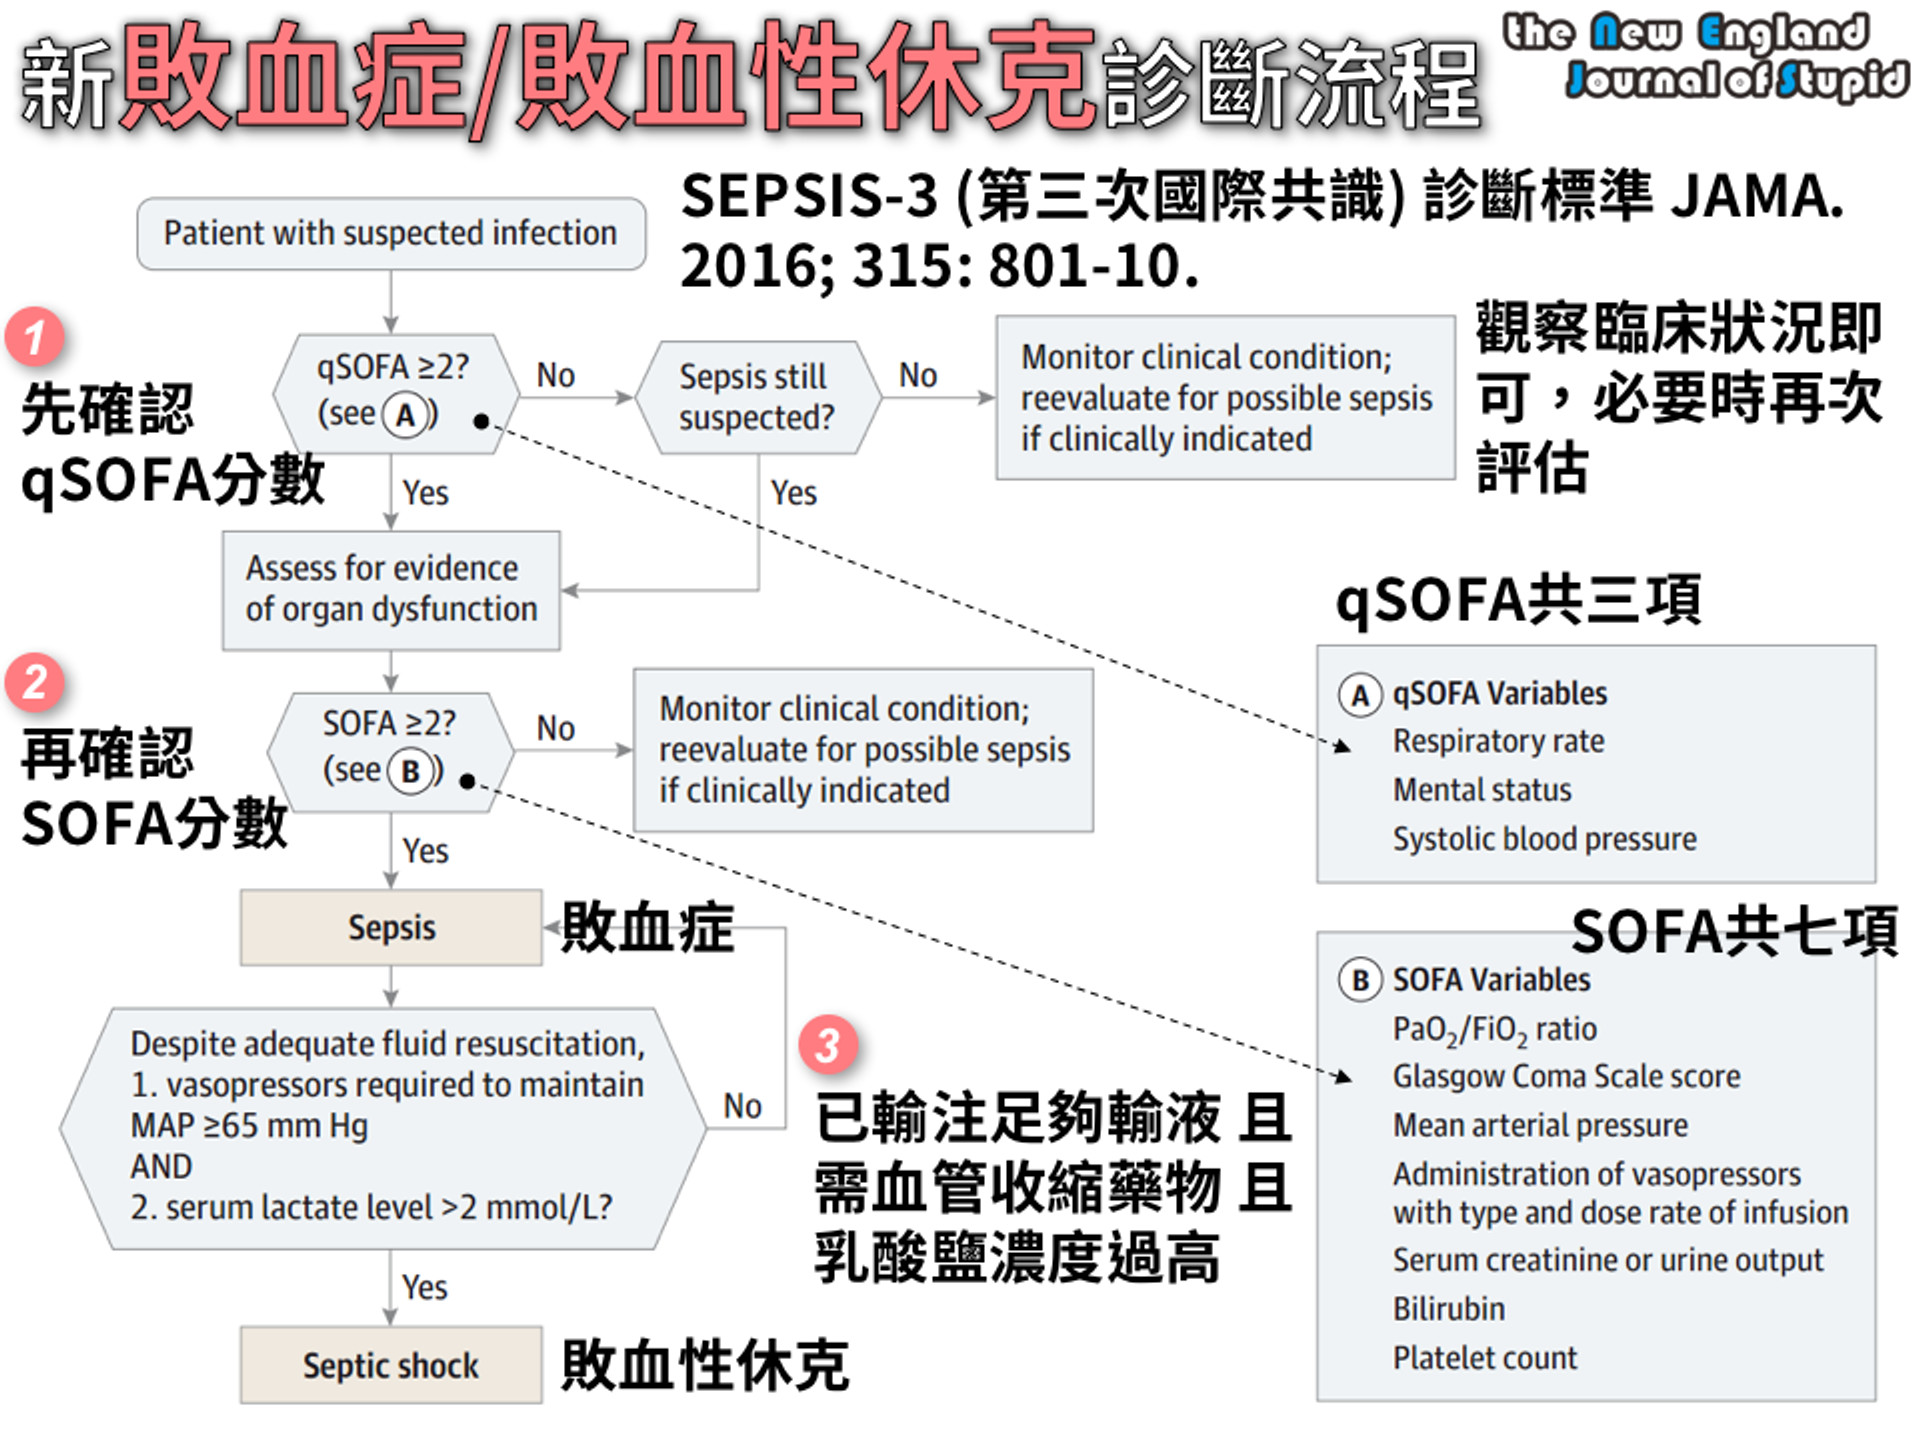 新敗血症/敗血性休克診斷流程
the New England
Journal of Stupid
SEPSIS-3 (第三次國際共識) 診斷標準 JAMA.
2016; 315: 801-10.
Patient with suspected infection
1
先確認
qSOFA分數
qSOFA ≥2?
(see A)
No
Sepsis still
suspected?
No
Monitor clinical condition;
reevaluate for possible sepsis
if clinically indicated
觀察臨床狀況即
可，必要時再次
評估
Yes
Yes
Assess for evidence
of organ dysfunction
2
再確認
SOFA分數
SOFA ≥2?
(see B)
No
Monitor clinical condition;
reevaluate for possible sepsis
if clinically indicated
Yes
Sepsis
敗血症
Despite adequate fluid resuscitation,
1. vasopressors required to maintain
MAP ≥65 mm Hg
AND
2. serum lactate level >2 mmol/L?
No
3
已輸注足夠輸液 且
需血管收縮藥物 且
乳酸鹽濃度過高
Yes
Septic shock
敗血性休克
qSOFA共三項
A qSOFA Variables
Respiratory rate
Mental status
Systolic blood pressure
SOFA共七項
B SOFA Variables
PaO₂/FiO₂ ratio
Glasgow Coma Scale score
Mean arterial pressure
Administration of vasopressors
with type and dose rate of infusion
Serum creatinine or urine output
Bilirubin
Platelet count